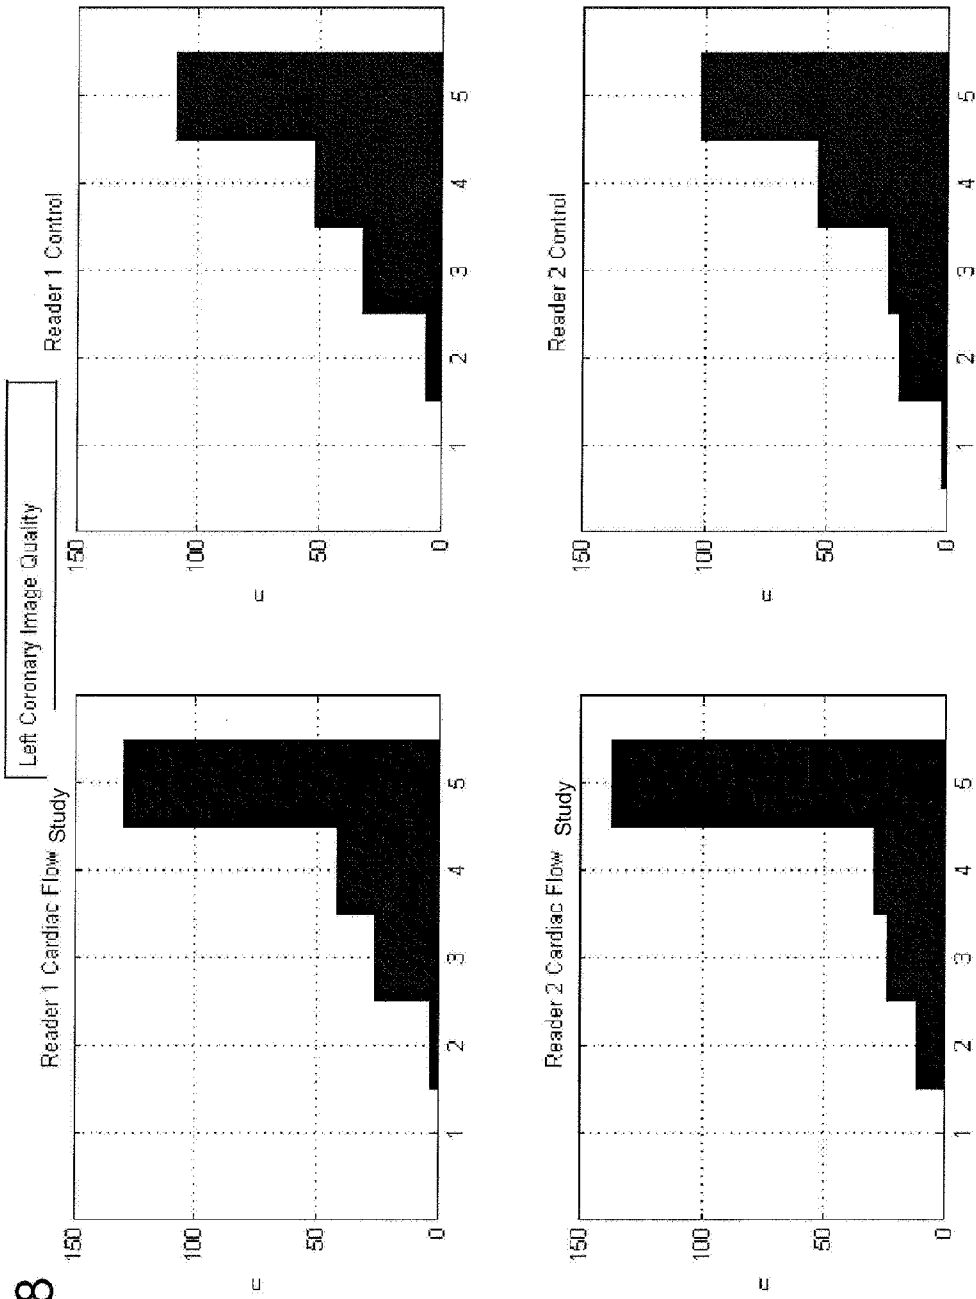 8
Left Coronary Image Quality
Reader 1 Cardiac Flow Study
150
100
50
0
n
1 2 3 4 5
Reader 1 Control
150
100
50
0
n
1 2 3 4 5
Reader 2 Cardiac Flow Study
150
100
50
0
n
1 2 3 4 5
Reader 2 Control
150
100
50
0
n
1 2 3 4 5